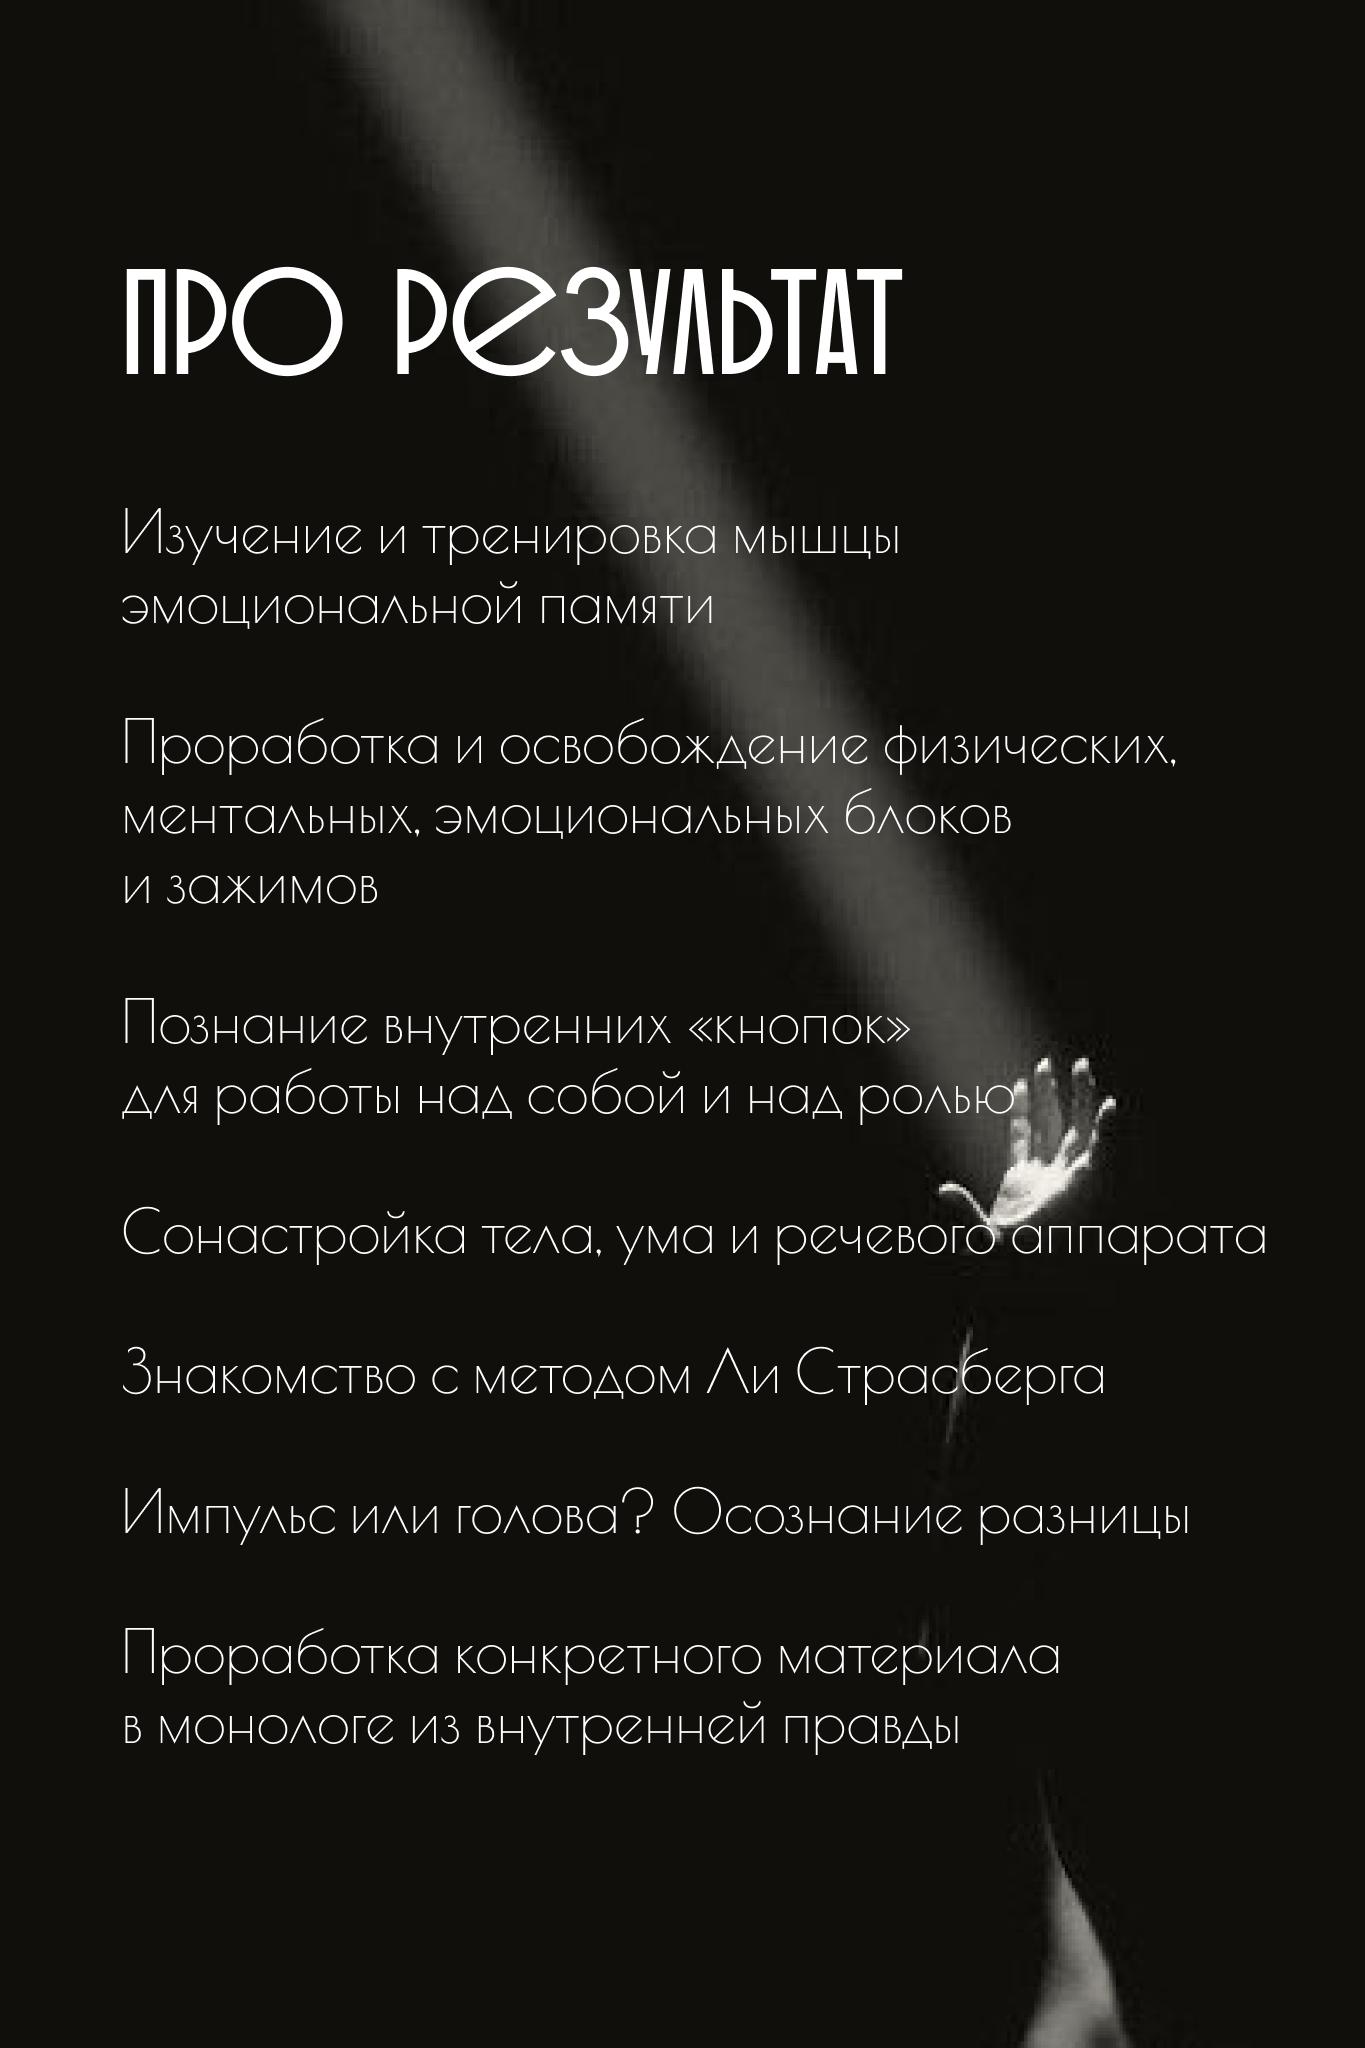 ПРО РЕЗУЛЬТАТ
Изучение и тренировка мышцы
эмоциональной памяти
Проработка и освобождение физических,
ментальных, эмоциональных блоков
и зажимов
Познание внутренних «кнопок»
для работы над собой и над ролью
Сонастройка тела, ума и речевого аппарата
Знакомство с методом Ли Страсберга
Импульс или голова? Осознание разницы
Проработка конкретного материала
в монологе из внутренней правды